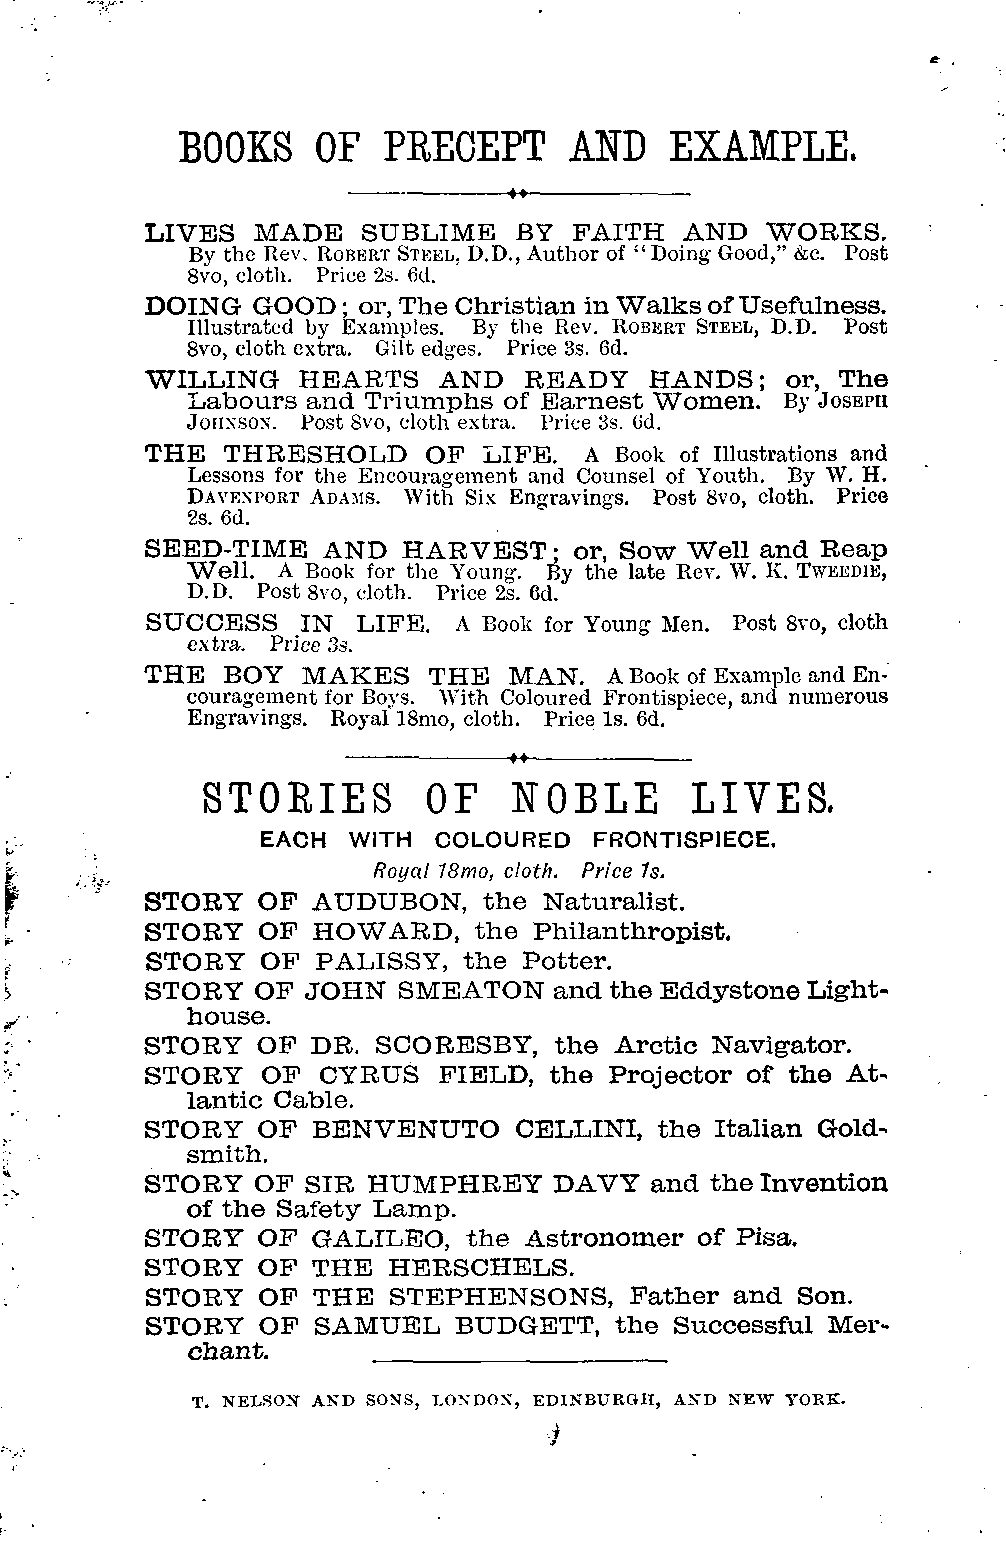 BOOKS OF PRECEPT AND EXAMPLE.
LIVES MADE SUBLIME BY FAITH AND WORKS.
By the Rev. ROBERT STEEL, D.D., Author of "Doing Good," &c. Post
8vo, cloth. Price 2s. 6d.
DOING GOOD; or, The Christian in Walks of Usefulness.
Illustrated by Examples. By the Rev. ROBERT STEEL, D.D. Post
8vo, cloth extra. Gilt edges. Price 3s. 6d.
WILLING HEARTS AND READY HANDS; or, The
Labours and Triumphs of Earnest Women. By JOSEPH
JOHNSON. Post 8vo, cloth extra. Price 3s. 6d.
THE THRESHOLD OF LIFE. A Book of Illustrations and
Lessons for the Encouragement and Counsel of Youth. By W. H.
DAVENPORT ADAMS. With Six Engravings. Post 8vo, cloth. Price
2s. 6d.
SEED-TIME AND HARVEST; or, Sow Well and Reap
Well. A Book for the Young. By the late Rev. W. K. TWEEDIE,
D.D. Post 8vo, cloth. Price 2s. 6d.
SUCCESS IN LIFE. A Book for Young Men. Post 8vo, cloth
extra. Price 3s.
THE BOY MAKES THE MAN. A Book of Example and En-
couragement for Boys. With Coloured Frontispiece, and numerous
Engravings. Royal 18mo, cloth. Price 1s. 6d.
STORIES OF NOBLE LIVES.
EACH WITH COLOURED FRONTISPIECE.
Royal 18mo, cloth. Price 1s.
STORY OF AUDUBON, the Naturalist.
STORY OF HOWARD, the Philanthropist.
STORY OF PALISSY, the Potter.
STORY OF JOHN SMEATON and the Eddystone Light-
house.
STORY OF DR. SCORESBY, the Arctic Navigator.
STORY OF CYRUS FIELD, the Projector of the At-
lantic Cable.
STORY OF BENVENUTO CELLINI, the Italian Gold-
smith.
STORY OF SIR HUMPHREY DAVY and the Invention
of the Safety Lamp.
STORY OF GALILEO, the Astronomer of Pisa.
STORY OF THE HERSCHELS.
STORY OF THE STEPHENSONS, Father and Son.
STORY OF SAMUEL BUDGETT, the Successful Mer-
chant.
T. NELSON AND SONS, LONDON, EDINBURGH, AND NEW YORK.